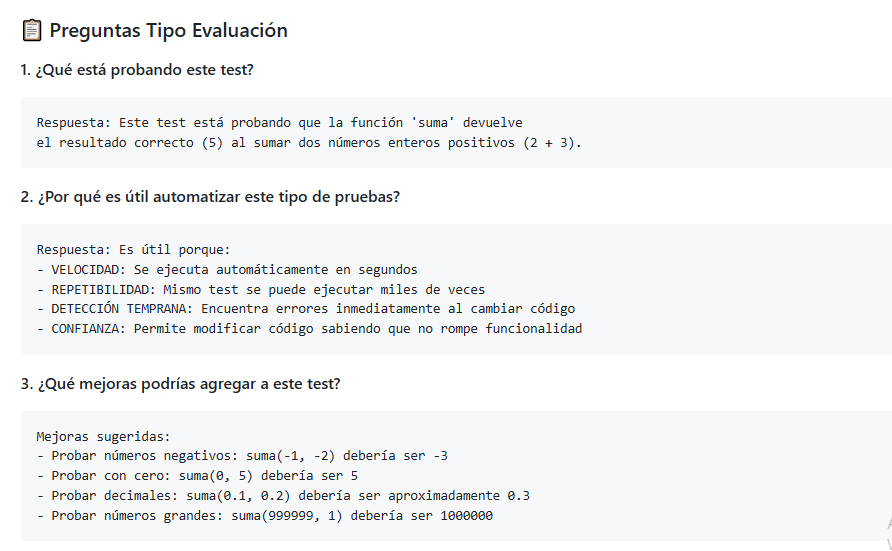 📋 Preguntas Tipo Evaluación
1. ¿Qué está probando este test?
Respuesta: Este test está probando que la función 'suma' devuelve
el resultado correcto (5) al sumar dos números enteros positivos (2 + 3).
2. ¿Por qué es útil automatizar este tipo de pruebas?
Respuesta: Es útil porque:
- VELOCIDAD: Se ejecuta automáticamente en segundos
- REPETIBILIDAD: Mismo test se puede ejecutar miles de veces
- DETECCIÓN TEMPRANA: Encuentra errores inmediatamente al cambiar código
- CONFIANZA: Permite modificar código sabiendo que no rompe funcionalidad
3. ¿Qué mejoras podrías agregar a este test?
Mejoras sugeridas:
- Probar números negativos: suma(-1, -2) debería ser -3
- Probar con cero: suma(0, 5) debería ser 5
- Probar decimales: suma(0.1, 0.2) debería ser aproximadamente 0.3
- Probar números grandes: suma(999999, 1) debería ser 1000000